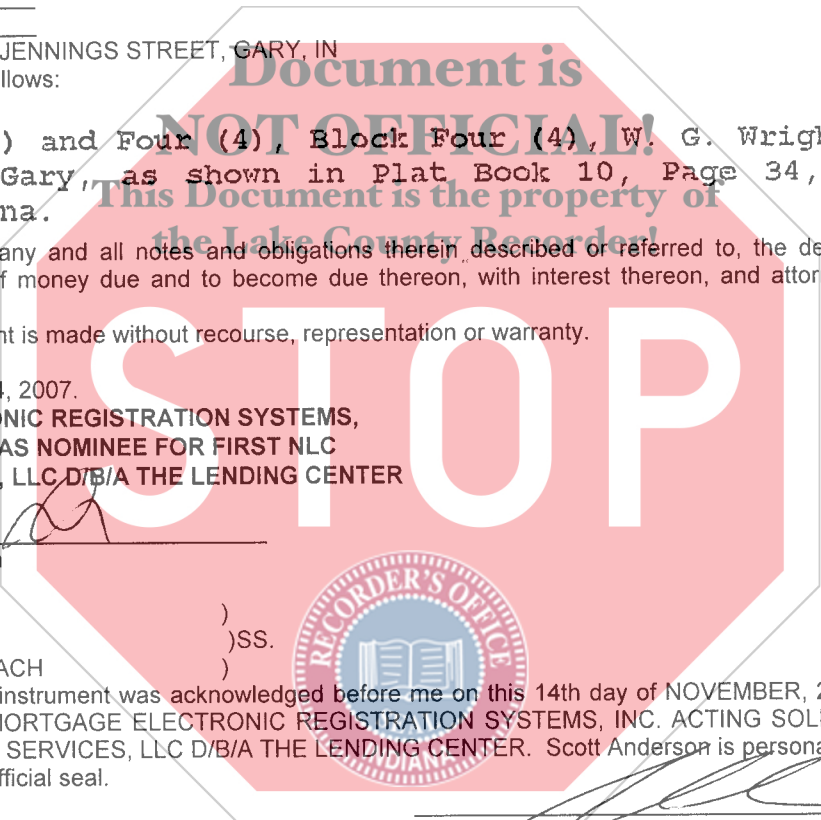 JENNINGS STREET, GARY, IN
llows:
Document is
NOT OFFICIAL!
) and Four (4), Block Four (4), W. G. Wrigh
Gary, as shown in Plat Book 10, Page 34,
This Document is the property of
na.
the Lake County Recorder!
any and all notes and obligations therein described or referred to, the de
f money due and to become due thereon, with interest thereon, and attor
nt is made without recourse, representation or warranty.
STOP
4, 2007.
ONIC REGISTRATION SYSTEMS,
AS NOMINEE FOR FIRST NLC
, LLC D/B/A THE LENDING CENTER
RECORDER'S OFFICE
)
)SS.
ACH )
instrument was acknowledged before me on this 14th day of NOVEMBER, 2
MORTGAGE ELECTRONIC REGISTRATION SYSTEMS, INC. ACTING SOL
SERVICES, LLC D/B/A THE LENDING CENTER. Scott Anderson is persona
INDIANA
fficial seal.